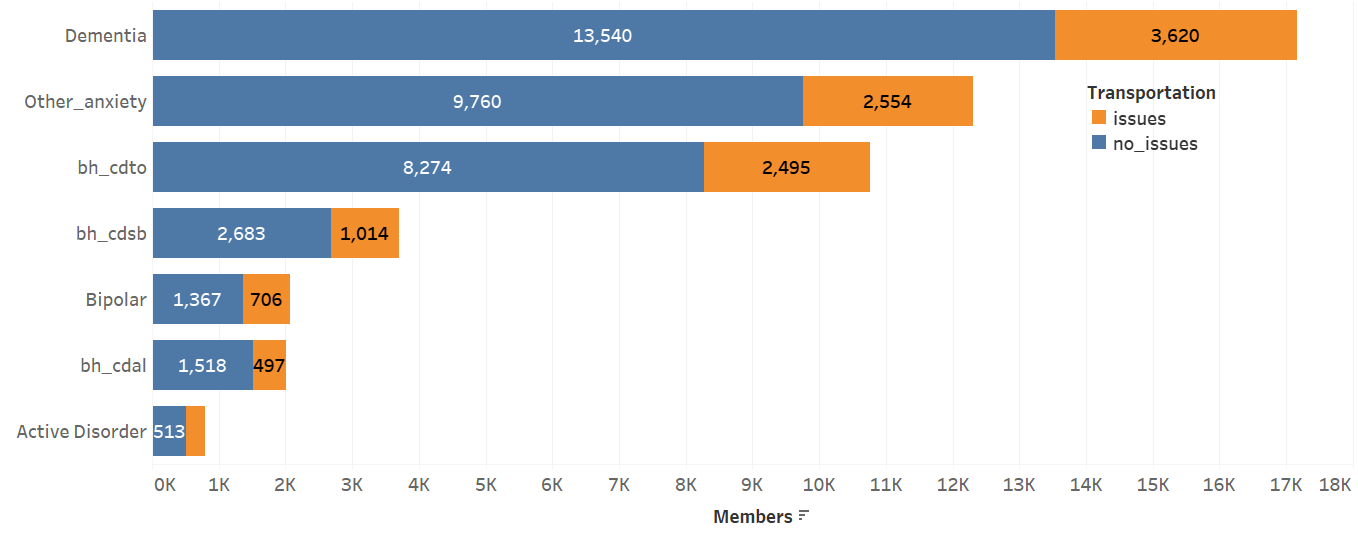 Dementia 13,540 3,620
Other_anxiety 9,760 2,554
Transportation
issues
no_issues
bh_cdto 8,274 2,495
bh_cdsb 2,683 1,014
Bipolar 1,367 706
bh_cdal 1,518 497
Active Disorder 513
0K 1K 2K 3K 4K 5K 6K 7K 8K 9K 10K 11K 12K 13K 14K 15K 16K 17K 18K
Members